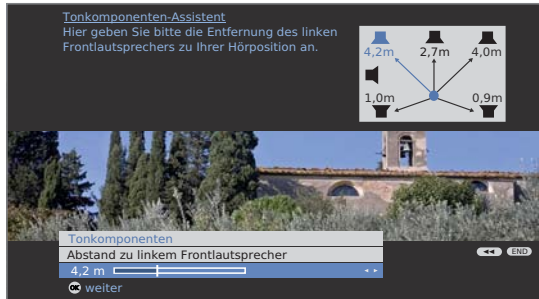 Tonkomponenten-Assistent
Hier geben Sie bitte die Entfernung des linken
Frontlautsprechers zu Ihrer Hörposition an.
4,2m 2,7m 4,0m
1,0m 0,9m
Tonkomponenten
Abstand zu linkem Frontlautsprecher
4,2 m
END
OK weiter